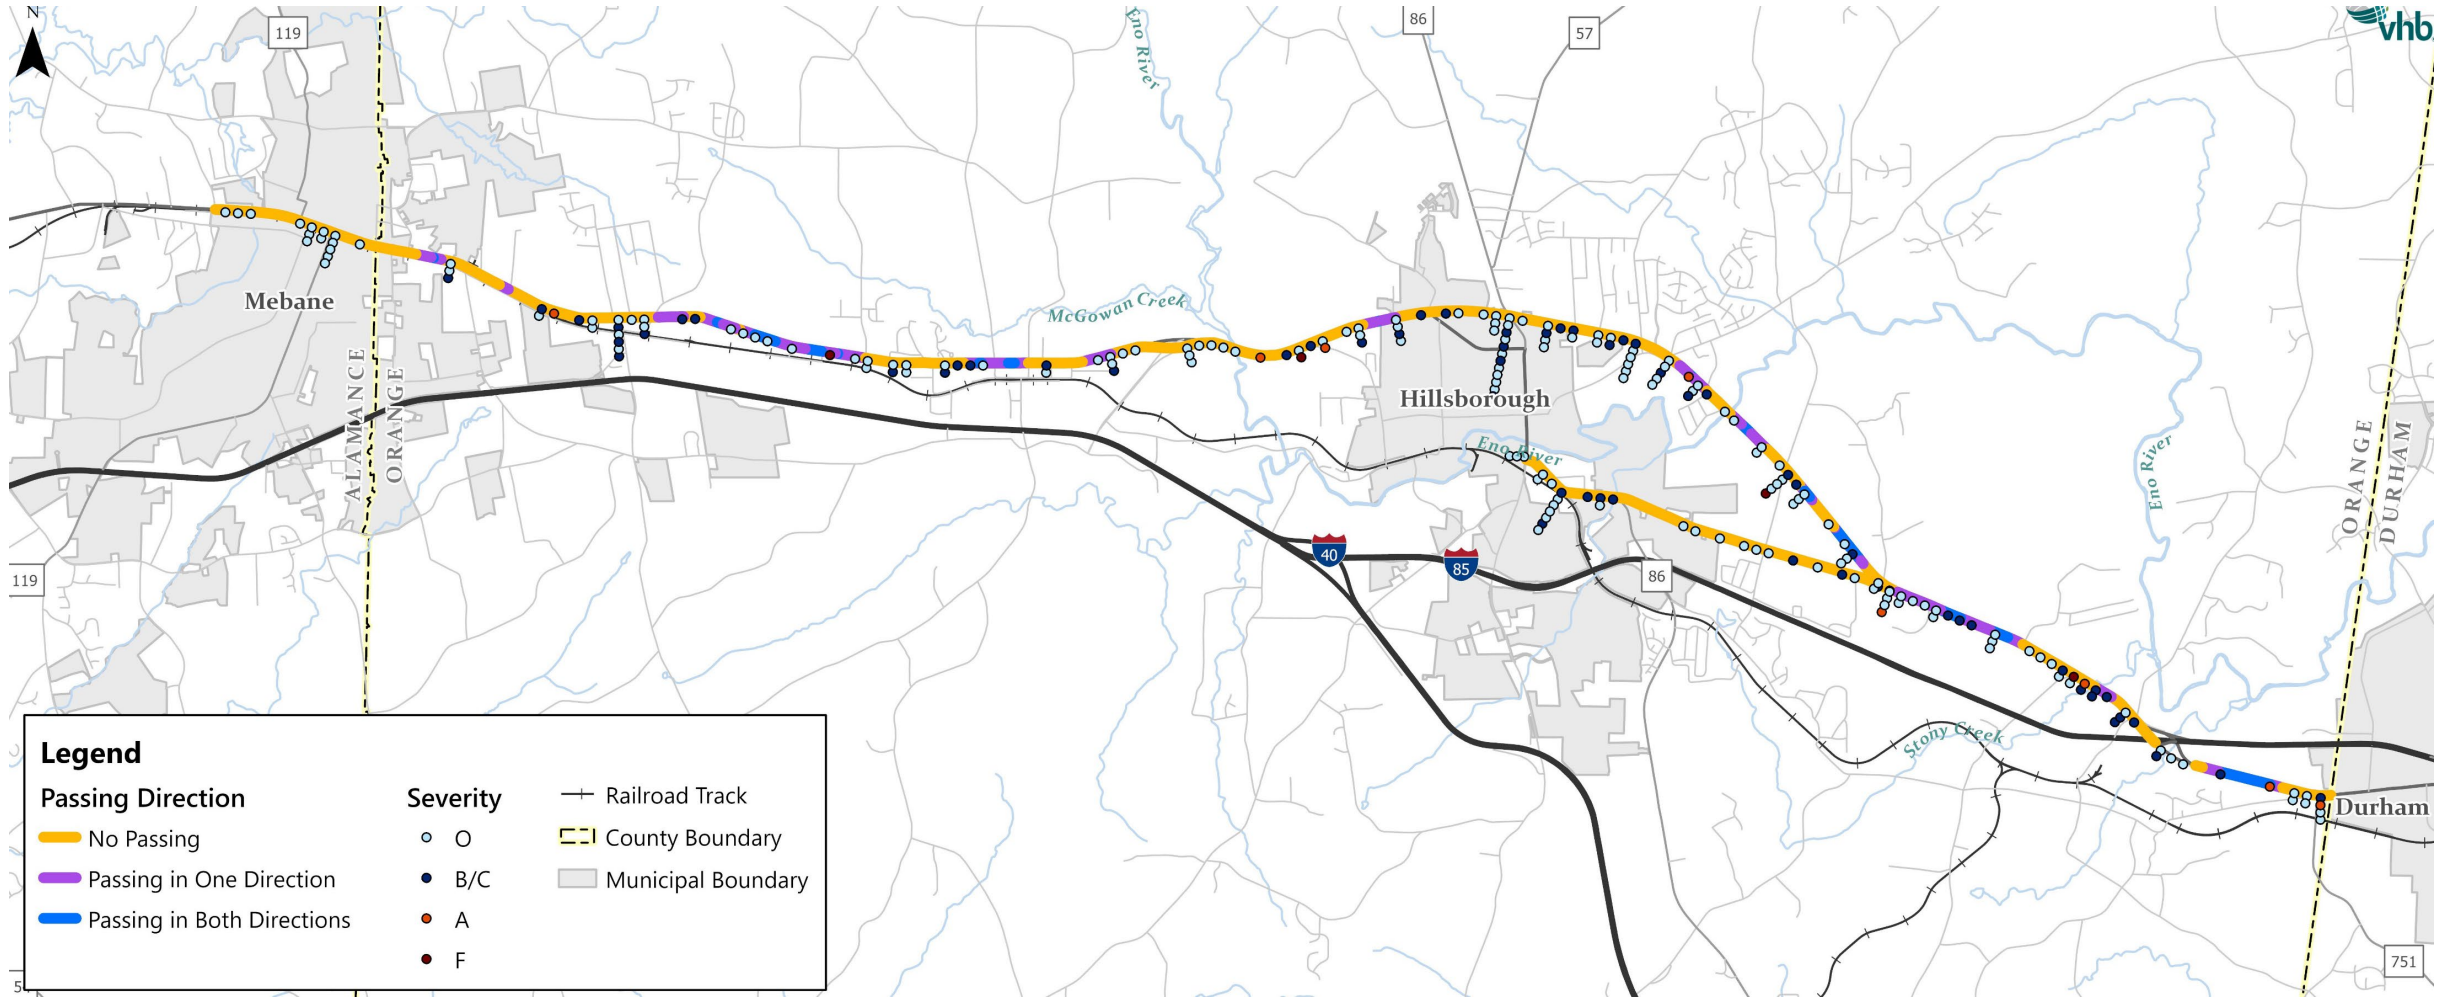 N
119
86
57
vhb
Eno River
Mebane
McGowan Creek
Hillsborough
Eno River
ALAMANCE
ORANGE
Eno River
ORANGE
DURHAM
119
40
85
86
Stony Creek
Durham
751
5
Legend
Passing Direction
No Passing
Passing in One Direction
Passing in Both Directions
Severity
O
B/C
A
F
Railroad Track
County Boundary
Municipal Boundary